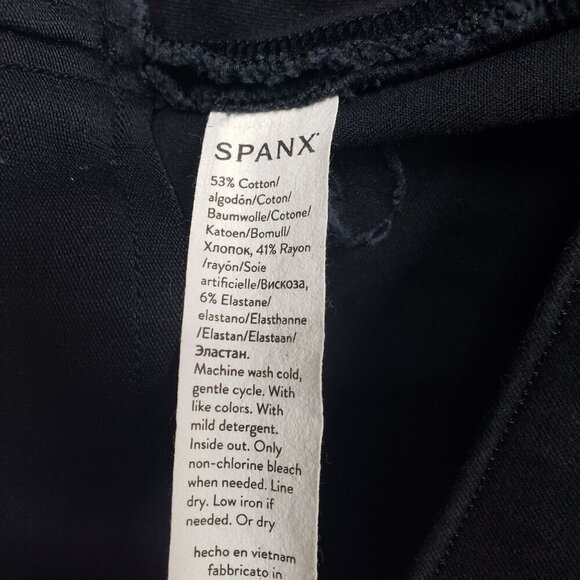 SPANX
53% Cotton/
algodón/Coton/
Baumwolle/Cotone/
Katoen/Bomull/
Хлопок, 41% Rayon
/rayón/Soie
artificielle/Вискоза,
6% Elastane/
elastano/Elasthanne
/Elastan/Elastaan/
Эластан.
Machine wash cold,
gentle cycle. With
like colors. With
mild detergent.
Inside out. Only
non-chlorine bleach
when needed. Line
dry. Low iron if
needed. Or dry
hecho en vietnam
fabbricato in